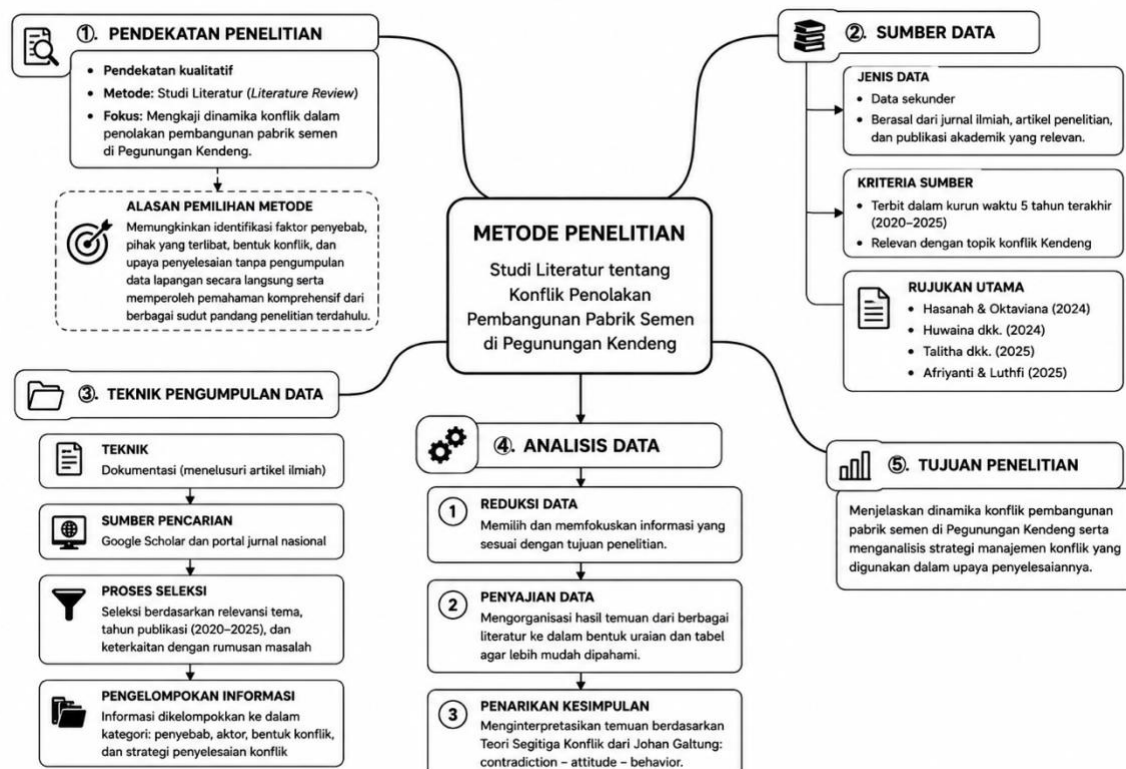 ①. PENDEKATAN PENELITIAN
• Pendekatan kualitatif
• Metode: Studi Literatur (Literature Review)
• Fokus: Mengkaji dinamika konflik dalam
penolakan pembangunan pabrik semen
di Pegunungan Kendeng.
ALASAN PEMILIHAN METODE
Memungkinkan identifikasi faktor penyebab,
pihak yang terlibat, bentuk konflik, dan
upaya penyelesaian tanpa pengumpulan
data lapangan secara langsung serta
memperoleh pemahaman komprehensif dari
berbagai sudut pandang penelitian terdahulu.
②. SUMBER DATA
JENIS DATA
• Data sekunder
• Berasal dari jurnal ilmiah, artikel penelitian,
dan publikasi akademik yang relevan.
KRITERIA SUMBER
• Terbit dalam kurun waktu 5 tahun terakhir
(2020–2025)
• Relevan dengan topik konflik Kendeng
RUJUKAN UTAMA
• Hasanah & Oktaviana (2024)
• Huwaina dkk. (2024)
• Talitha dkk. (2025)
• Afriyanti & Luthfi (2025)
METODE PENELITIAN
Studi Literatur tentang
Konflik Penolakan
Pembangunan Pabrik Semen
di Pegunungan Kendeng
③. TEKNIK PENGUMPULAN DATA
TEKNIK
Dokumentasi (menelusuri artikel ilmiah)
SUMBER PENCARIAN
Google Scholar dan portal jurnal nasional
PROSES SELEKSI
Seleksi berdasarkan relevansi tema,
tahun publikasi (2020–2025), dan
keterkaitan dengan rumusan masalah
PENGELOMPOKAN INFORMASI
Informasi dikelompokkan ke dalam
kategori: penyebab, aktor, bentuk konflik,
dan strategi penyelesaian konflik
④. ANALISIS DATA
1 REDUKSI DATA
Memilih dan memfokuskan informasi yang
sesuai dengan tujuan penelitian.
2 PENYAJIAN DATA
Mengorganisasi hasil temuan dari berbagai
literatur ke dalam bentuk uraian dan tabel
agar lebih mudah dipahami.
3 PENARIKAN KESIMPULAN
Menginterpretasikan temuan berdasarkan
Teori Segitiga Konflik dari Johan Galtung:
contradiction – attitude – behavior.
⑤. TUJUAN PENELITIAN
Menjelaskan dinamika konflik pembangunan
pabrik semen di Pegunungan Kendeng serta
menganalisis strategi manajemen konflik yang
digunakan dalam upaya penyelesaiannya.